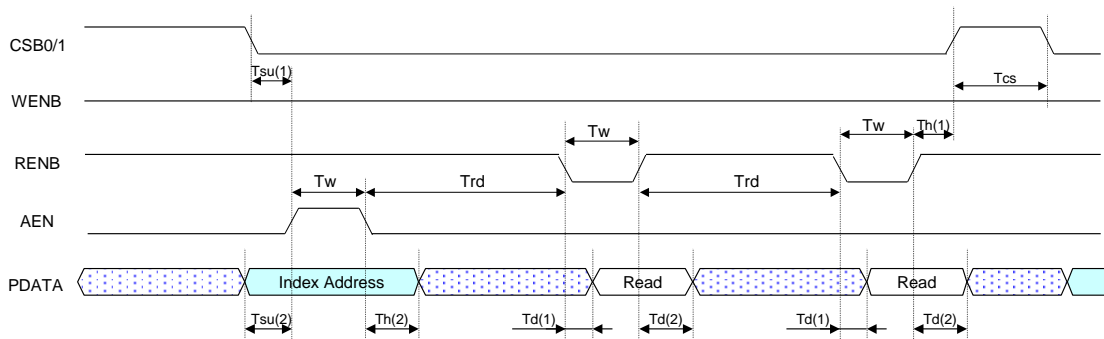 CSB0/1
Tsu(1)
Tcs
WENB
Tw
Tw
Th(1)
RENB
Tw
Trd
Trd
AEN
PDATA
Index Address
Read
Read
Tsu(2)
Th(2)
Td(1)
Td(2)
Td(1)
Td(2)